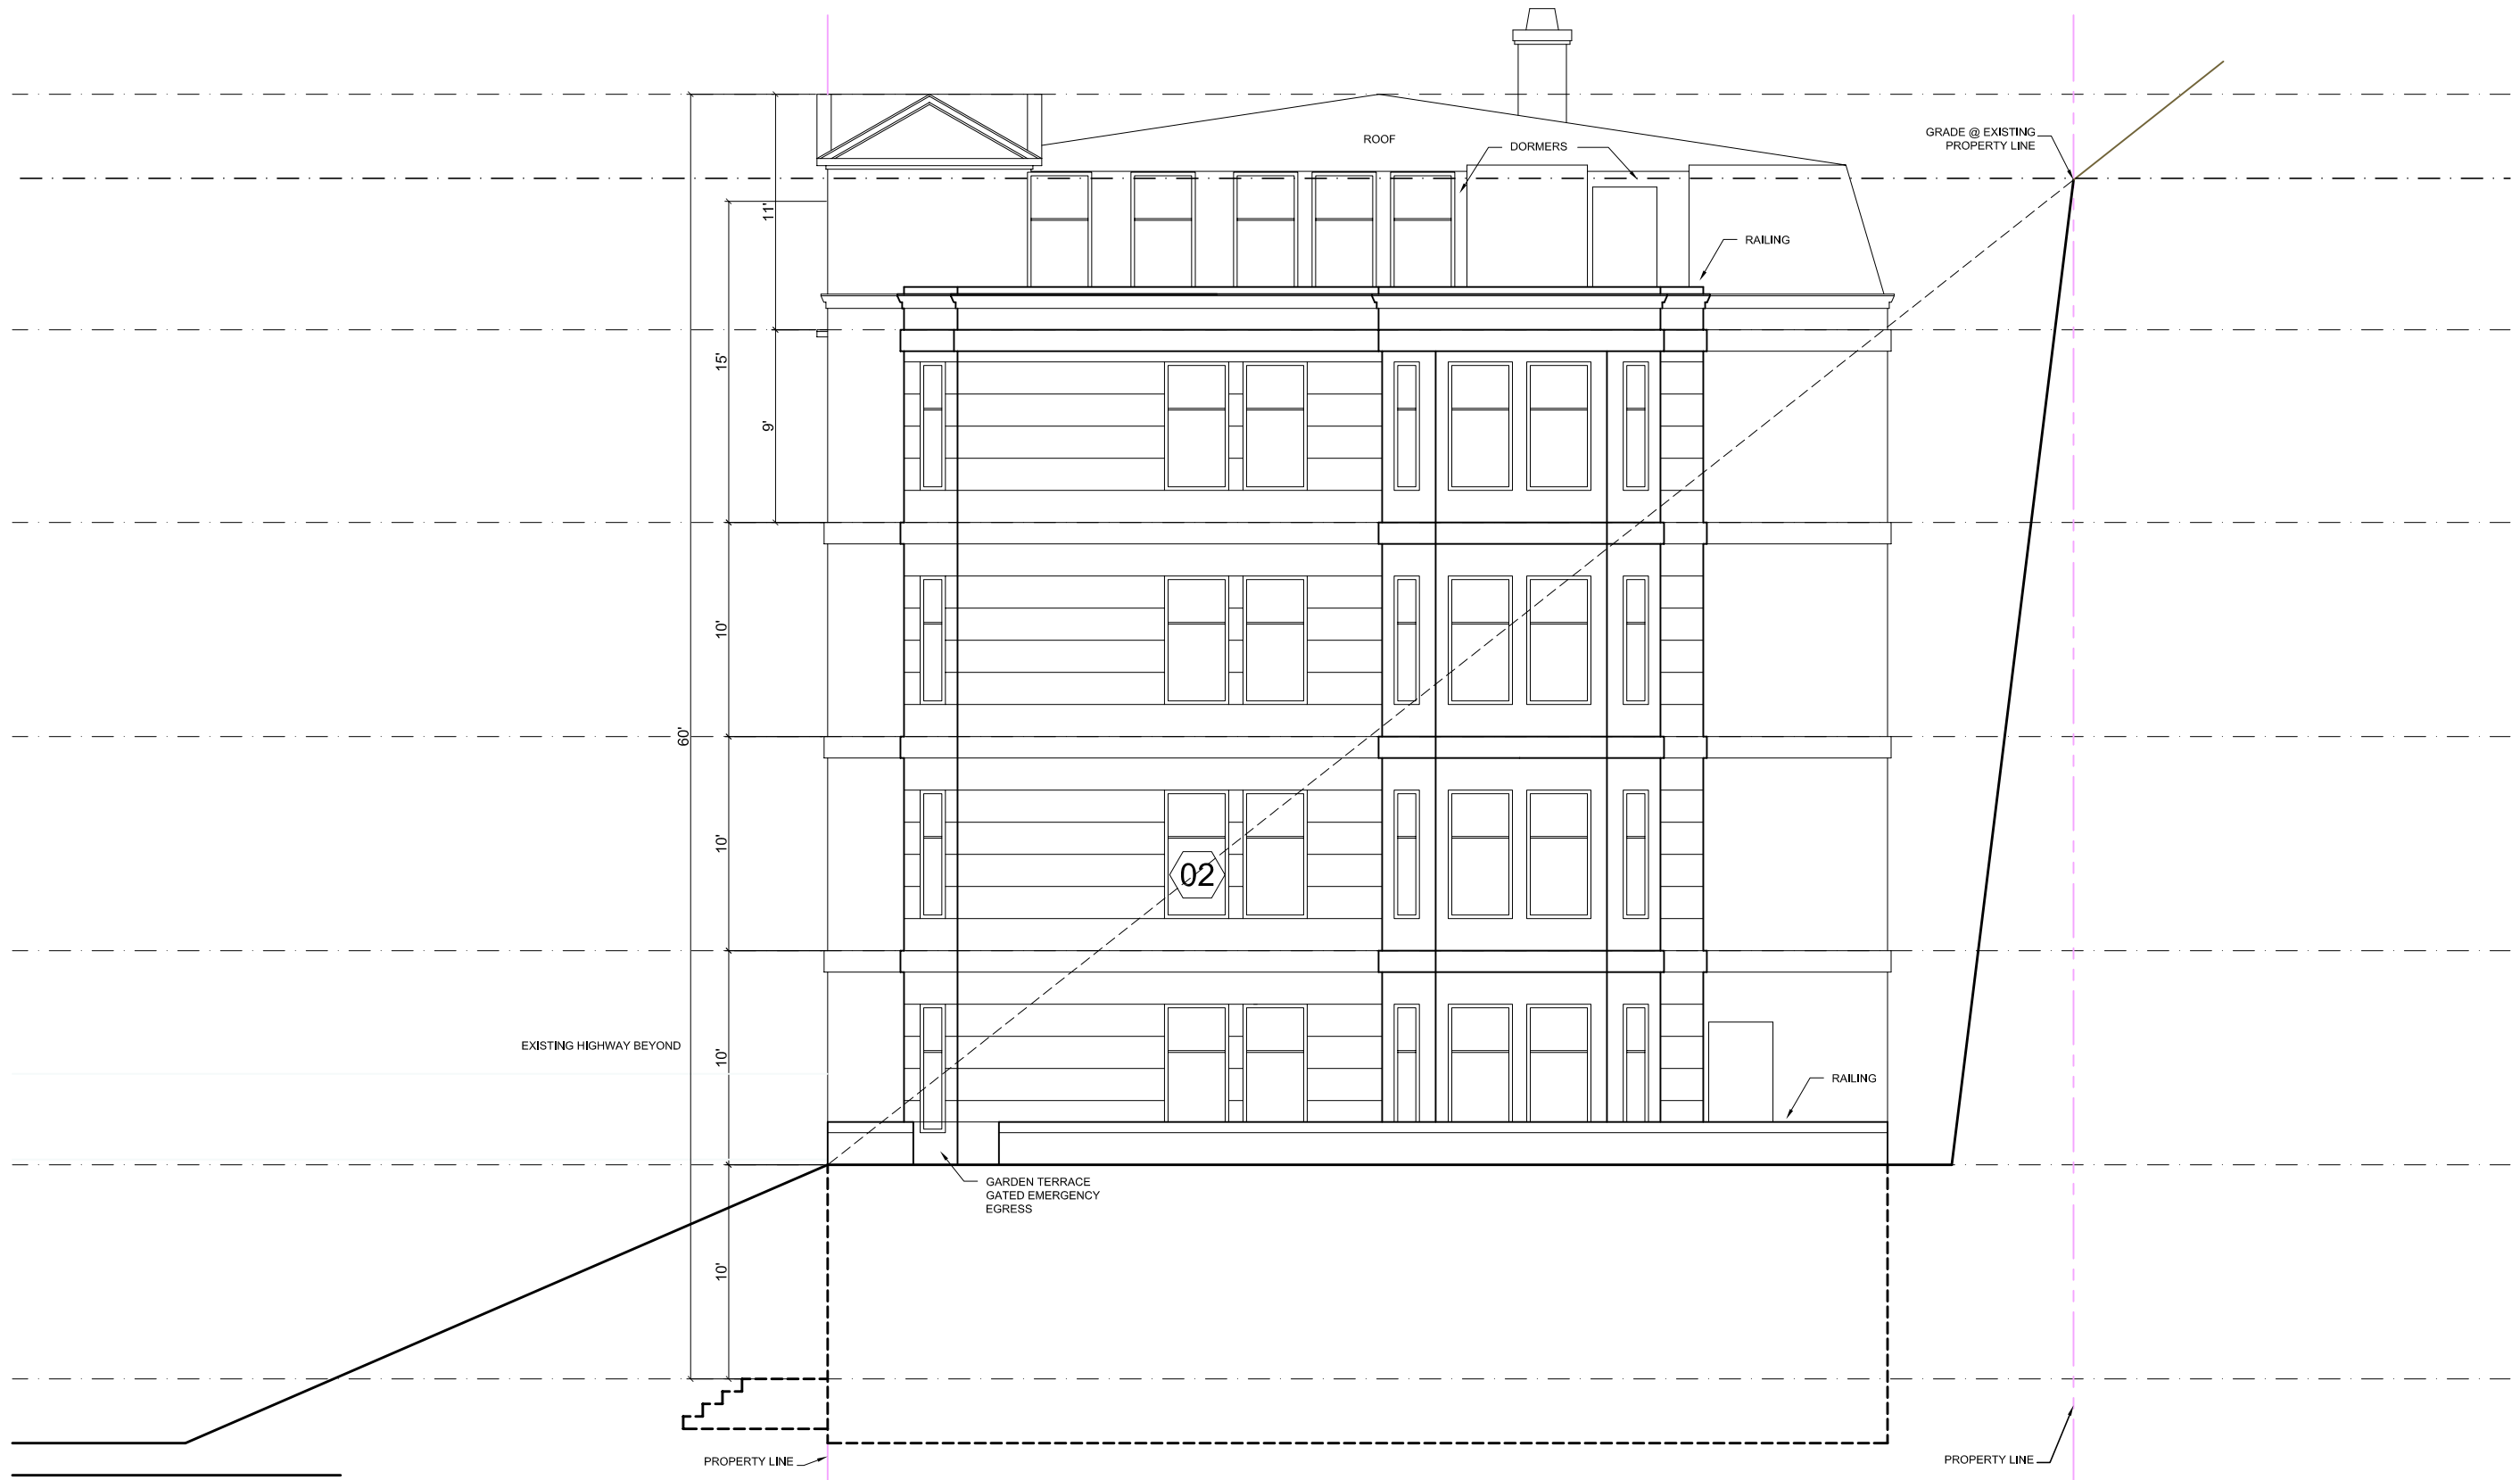 ROOF
DORMERS
GRADE @ EXISTING
PROPERTY LINE
11'
RAILING
15'
9'
10'
60'
10'
02
EXISTING HIGHWAY BEYOND
10'
RAILING
GARDEN TERRACE
GATED EMERGENCY
EGRESS
10'
PROPERTY LINE
PROPERTY LINE